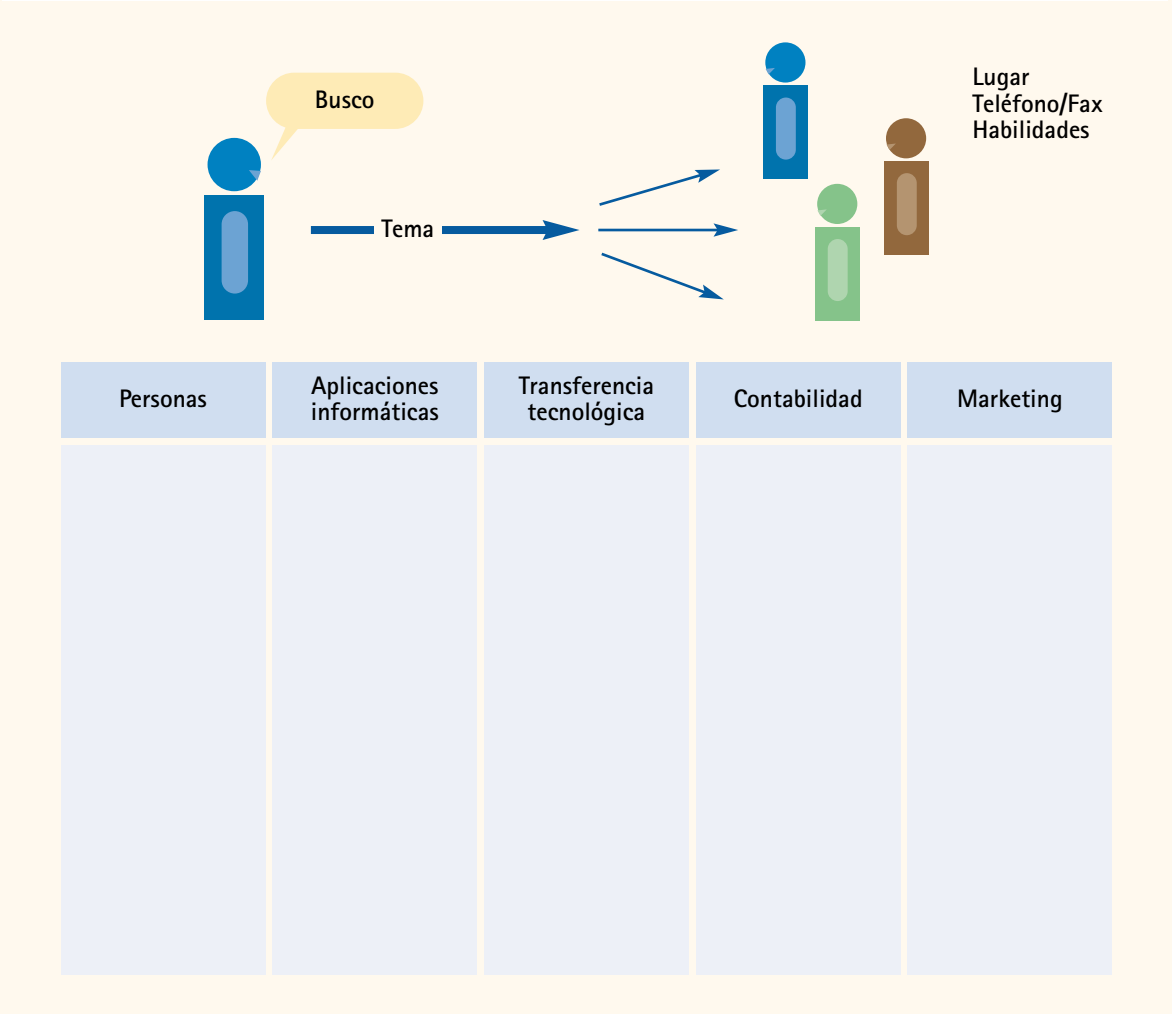 Busco
Lugar
Teléfono/Fax
Habilidades
Tema
Personas
Aplicaciones
informáticas
Transferencia
tecnológica
Contabilidad
Marketing